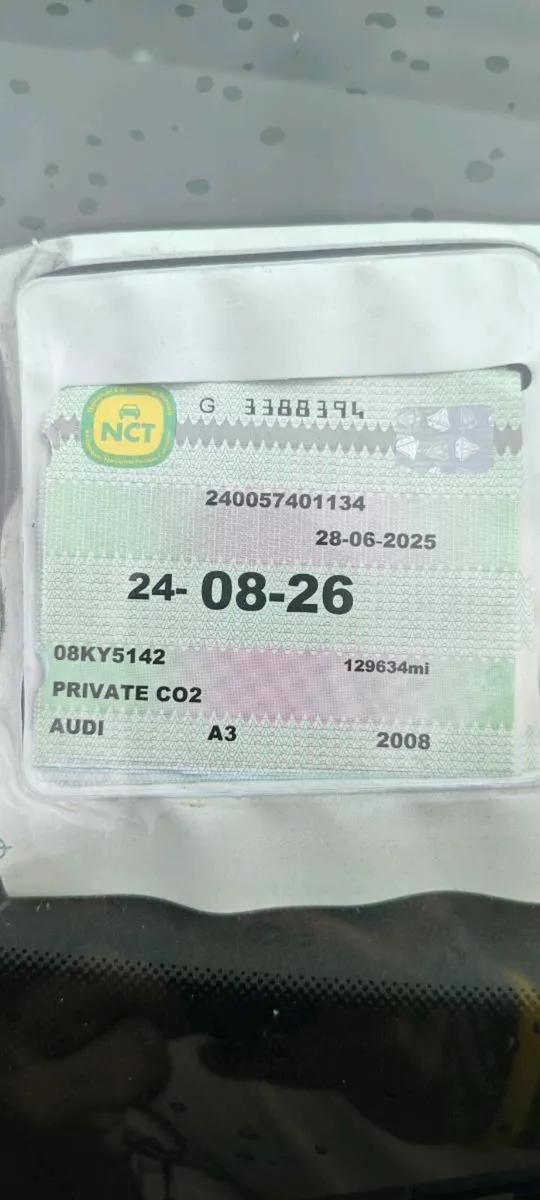 G 3388394
NCT
240057401134
28-06-2025
24-08-26
08KY5142
129634mi
PRIVATE CO2
AUDI A3 2008